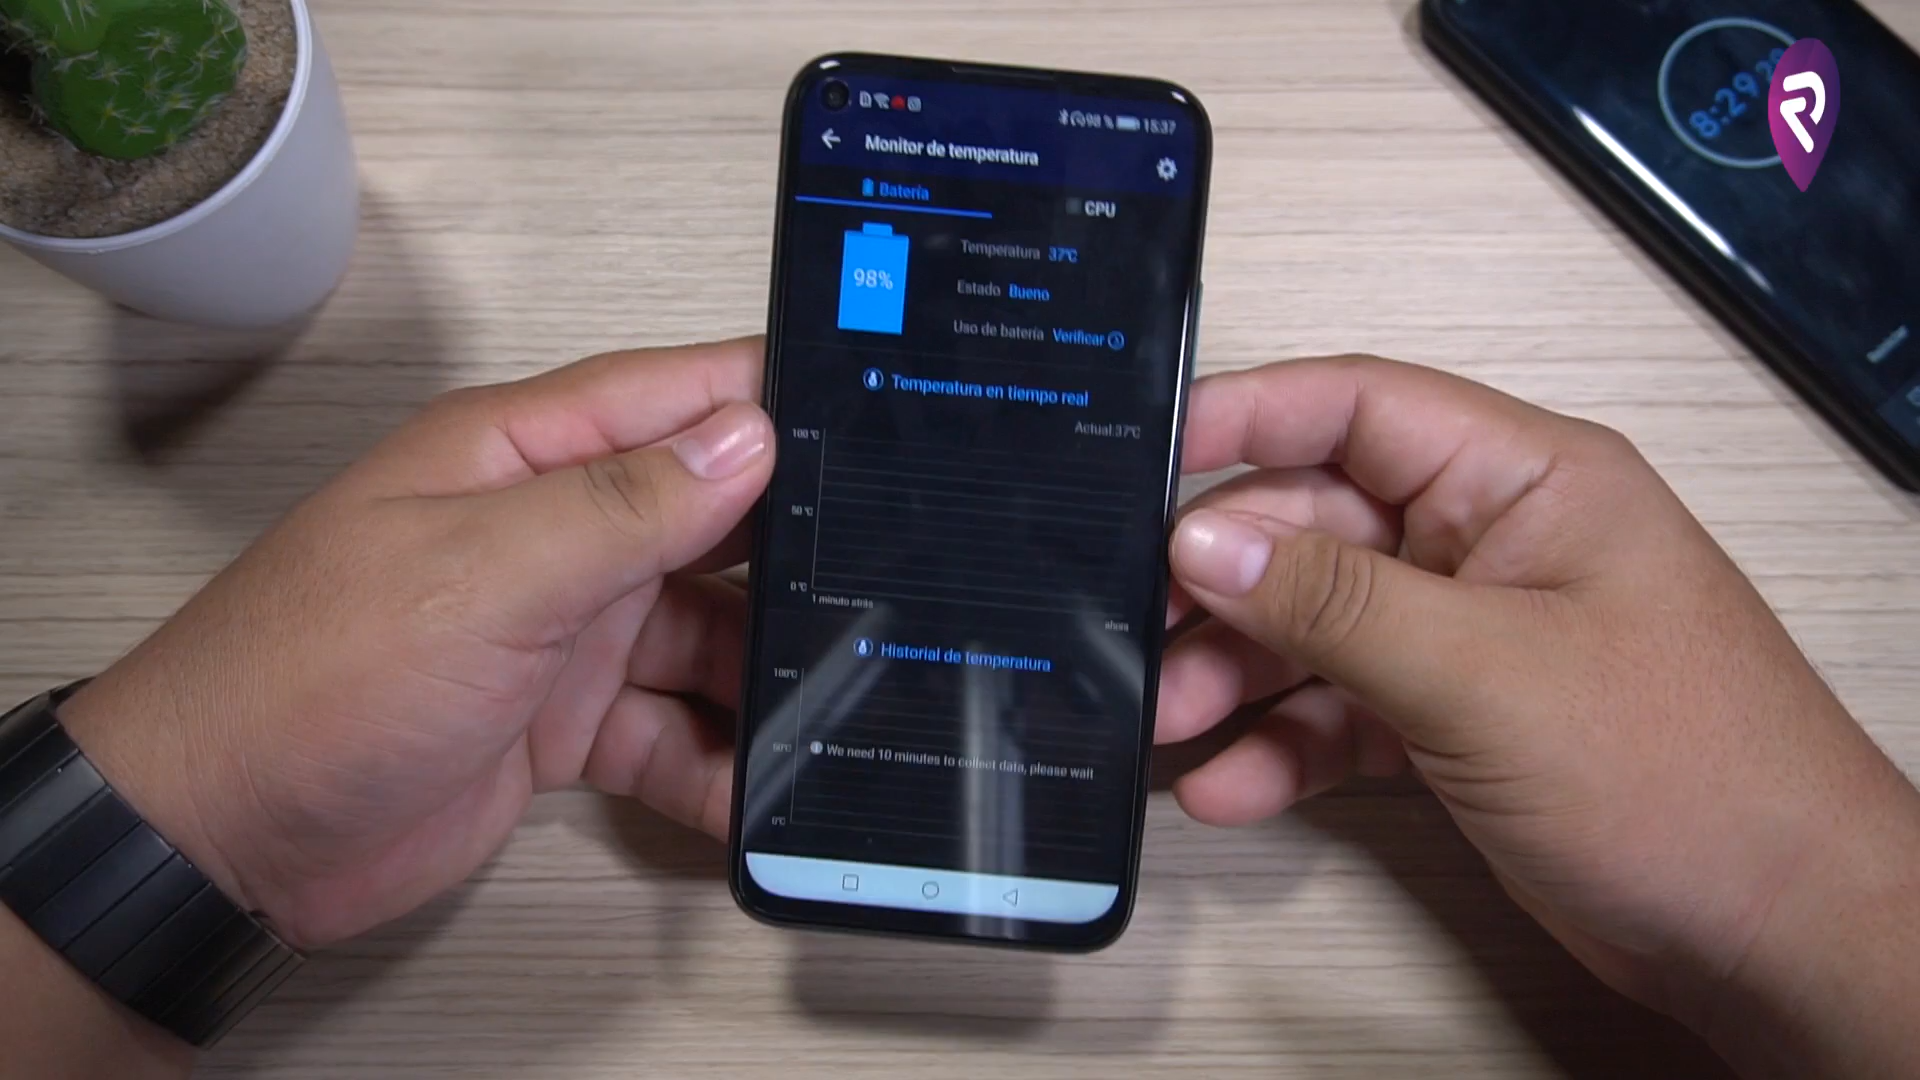 98 % 15:37
Monitor de temperatura
Batería
CPU
98%
Temperatura 37°C
Estado Bueno
Uso de batería Verificar
Temperatura en tiempo real
Actual:37°C
100 °C
50 °C
0 °C
1 minuto atrás
ahora
Historial de temperatura
100°C
50°C
We need 10 minutes to collect data, please wait
0°C
8:29
R